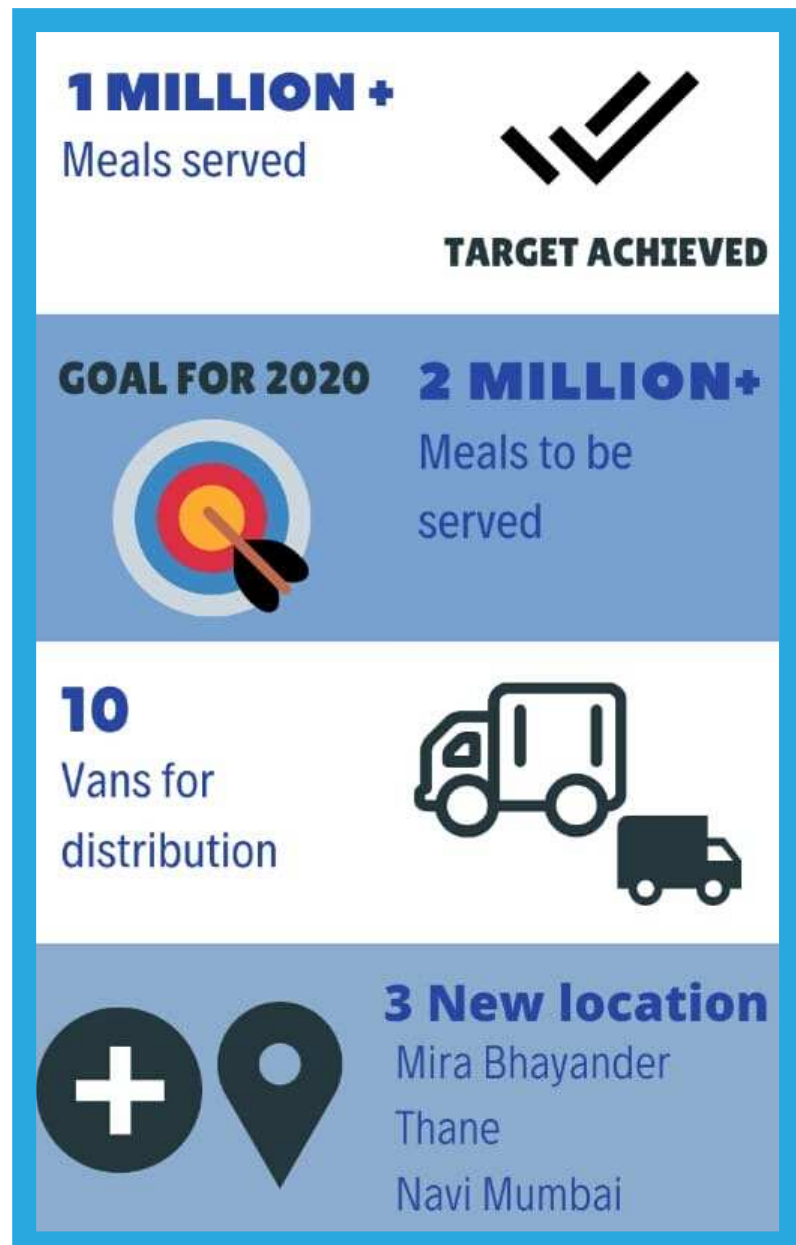 1 MILLION +
Meals served
TARGET ACHIEVED
GOAL FOR 2020
2 MILLION+
Meals to be
served
10
Vans for
distribution
3 New location
Mira Bhayander
Thane
Navi Mumbai